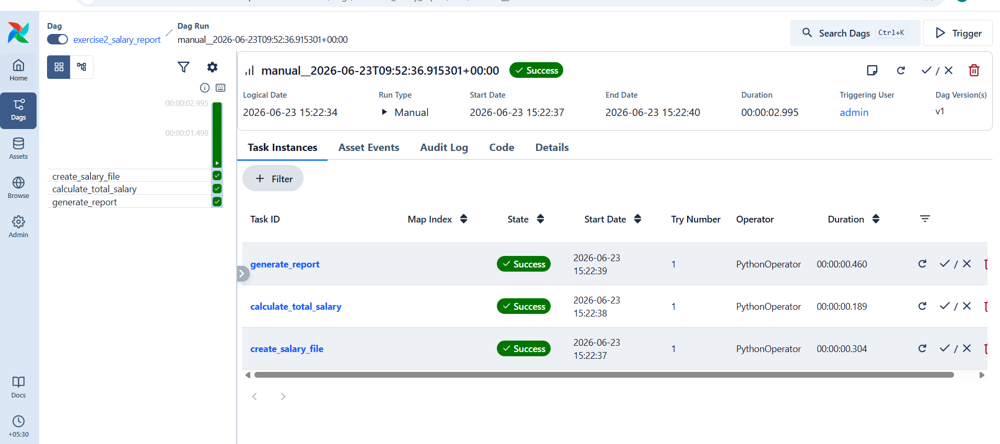 Dag
exercise2_salary_report
/
Dag Run
manual__2026-06-23T09:52:36.915301+00:00
Search Dags Ctrl+K
Trigger
Home
Dags
Assets
Browse
Admin
Docs
+05:30
00:00:02.995
00:00:01.498
create_salary_file
calculate_total_salary
generate_report
manual__2026-06-23T09:52:36.915301+00:00 Success
/
Logical Date Run Type Start Date End Date Duration Triggering User Dag Version(s)
2026-06-23 15:22:34 Manual 2026-06-23 15:22:37 2026-06-23 15:22:40 00:00:02.995 admin v1
Task Instances Asset Events Audit Log Code Details
+ Filter
Task ID Map Index State Start Date Try Number Operator Duration
generate_report Success 2026-06-23 15:22:39 1 PythonOperator 00:00:00.460 /
calculate_total_salary Success 2026-06-23 15:22:38 1 PythonOperator 00:00:00.189 /
create_salary_file Success 2026-06-23 15:22:37 1 PythonOperator 00:00:00.304 /